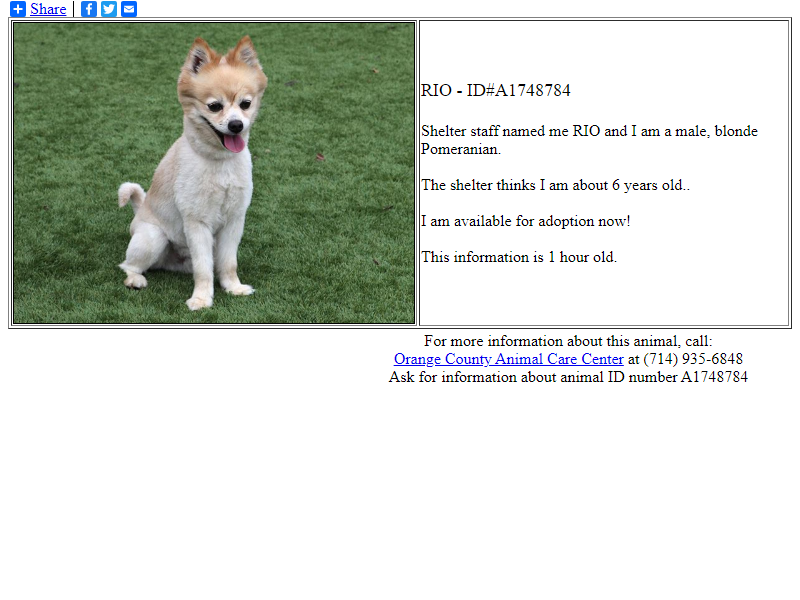 Share
RIO - ID#A1748784
Shelter staff named me RIO and I am a male, blonde
Pomeranian.
The shelter thinks I am about 6 years old..
I am available for adoption now!
This information is 1 hour old.
For more information about this animal, call:
Orange County Animal Care Center at (714) 935-6848
Ask for information about animal ID number A1748784